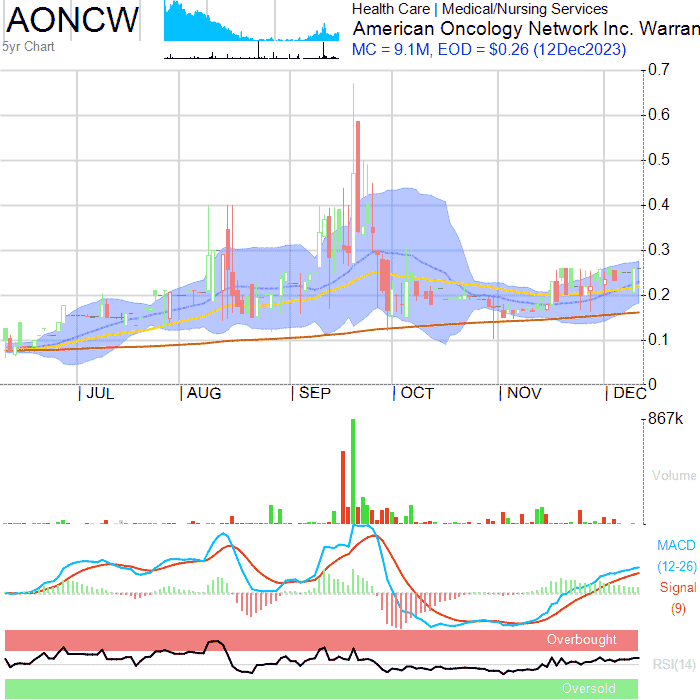 AONCW
5yr Chart
Health Care | Medical/Nursing Services
American Oncology Network Inc. Warran
MC = 9.1M, EOD = $0.26 (12Dec2023)
0.7
0.6
0.5
0.4
0.3
0.2
0.1
0
JUL AUG SEP OCT NOV DEC
867k
Volume
MACD
(12-26)
Signal
(9)
Overbought
RSI(14)
Oversold